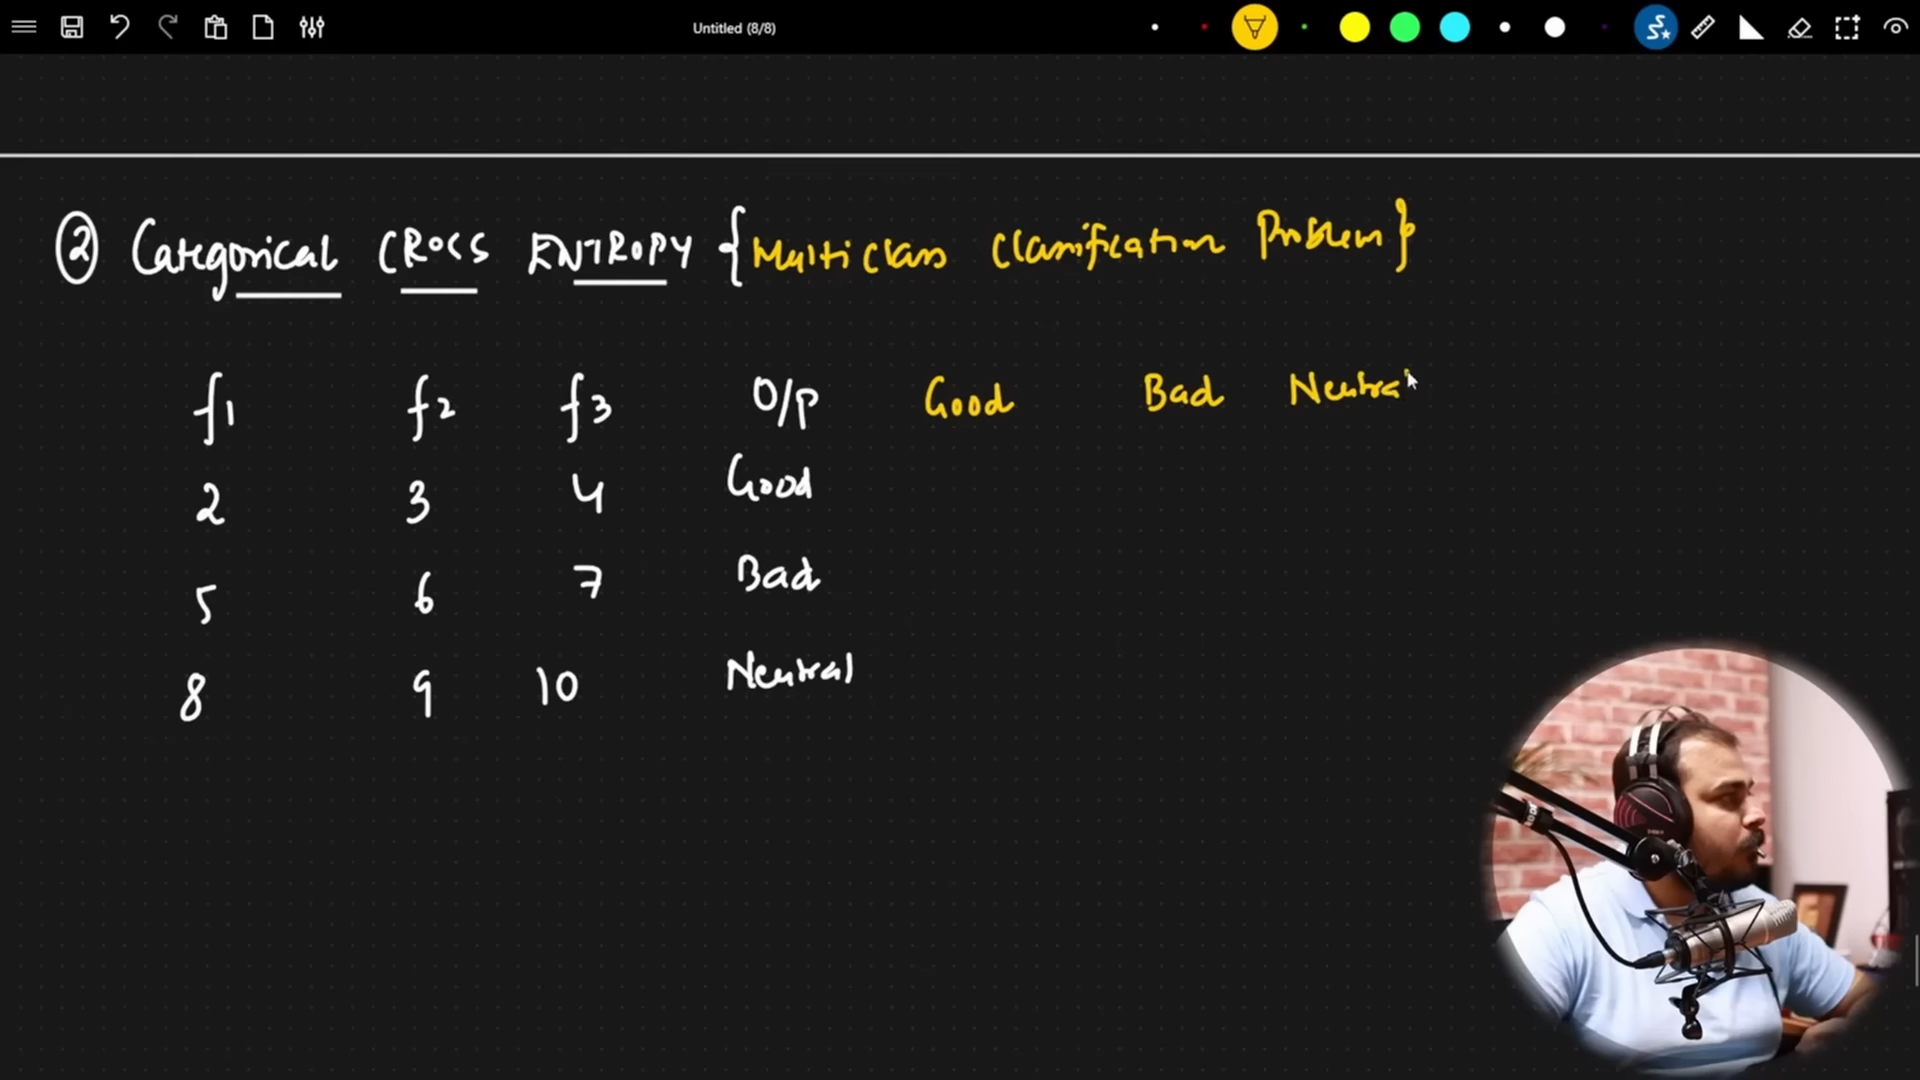 Untitled (8/8)
② Categorical CROSS ENTROPY {Multiclass Classification Problem}
f1 f2 f3 O/P Good Bad Neutra
2 3 4 Good
5 6 7 Bad
8 9 10 Neutral